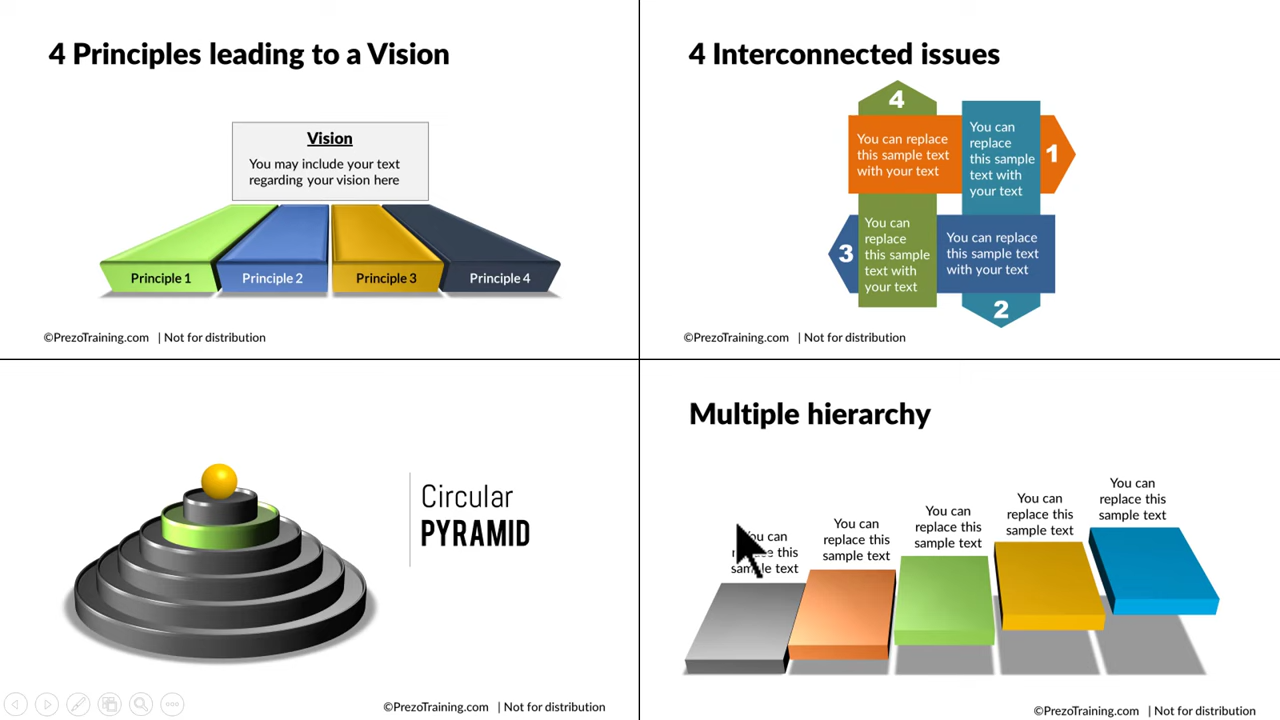 4 Principles leading to a Vision
Vision
You may include your text
regarding your vision here
Principle 1
Principle 2
Principle 3
Principle 4
©PrezoTraining.com | Not for distribution
4 Interconnected issues
4
You can replace
this sample text
with your text
You can
replace
this sample
text with
your text
1
3
You can
replace
this sample
text with
your text
You can replace
this sample text
with your text
2
©PrezoTraining.com | Not for distribution
Circular
PYRAMID
©PrezoTraining.com | Not for distribution
Multiple hierarchy
can
this
sample text
You can
replace this
sample text
You can
replace this
sample text
You can
replace this
sample text
You can
replace this
sample text
©PrezoTraining.com | Not for distribution